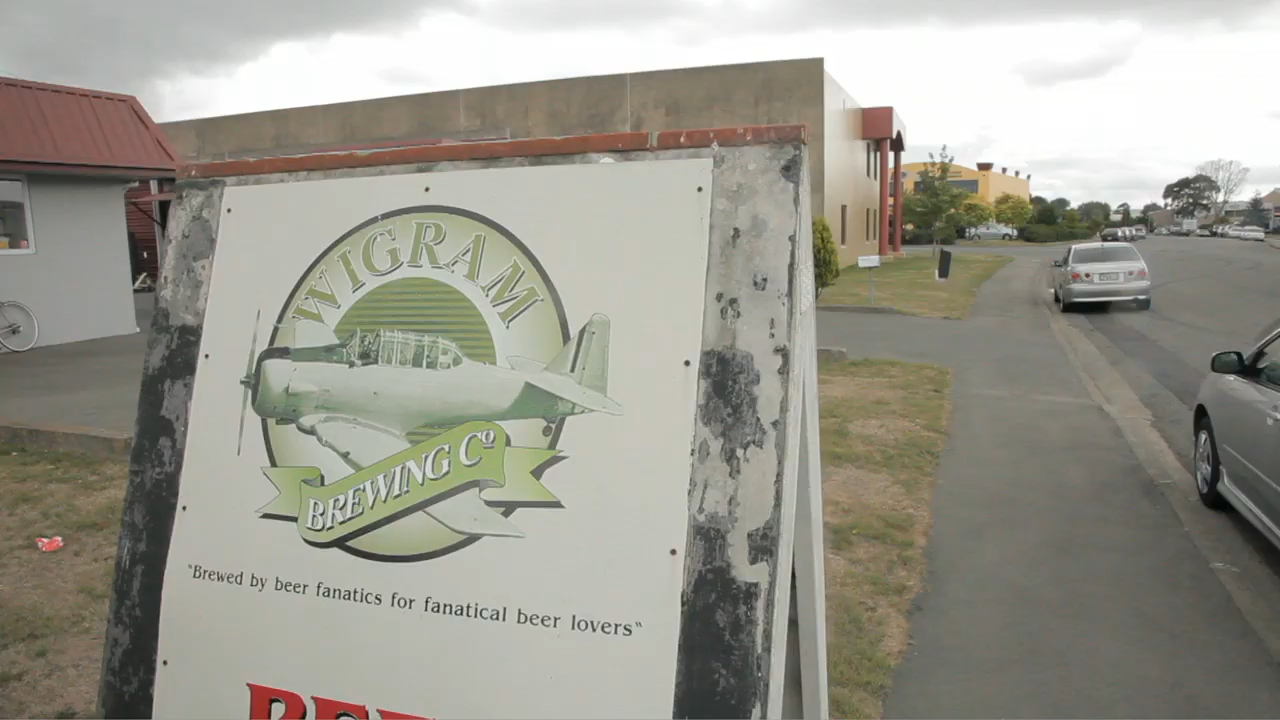 WIGRAM
BREWING Co
"Brewed by beer fanatics for fanatical beer lovers"